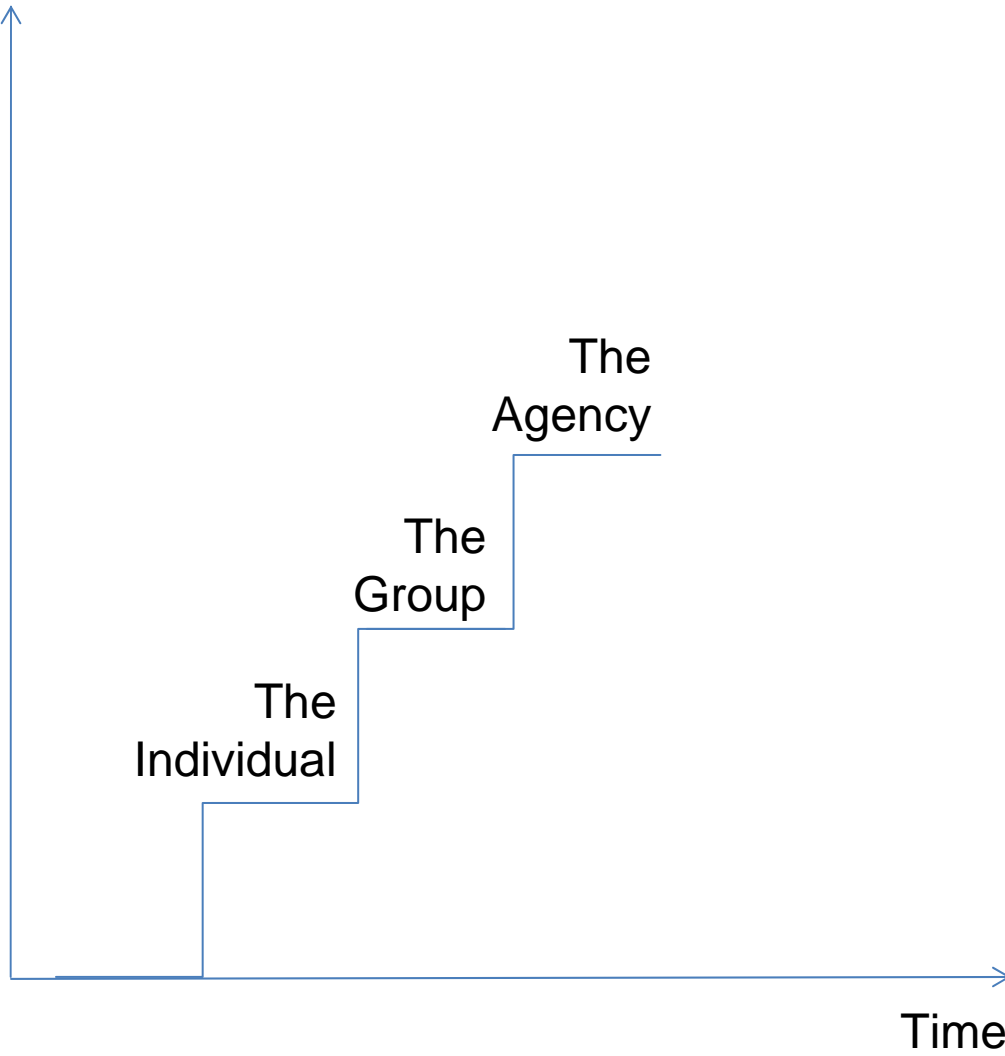 The
Agency
The
Group
The
Individual
Time